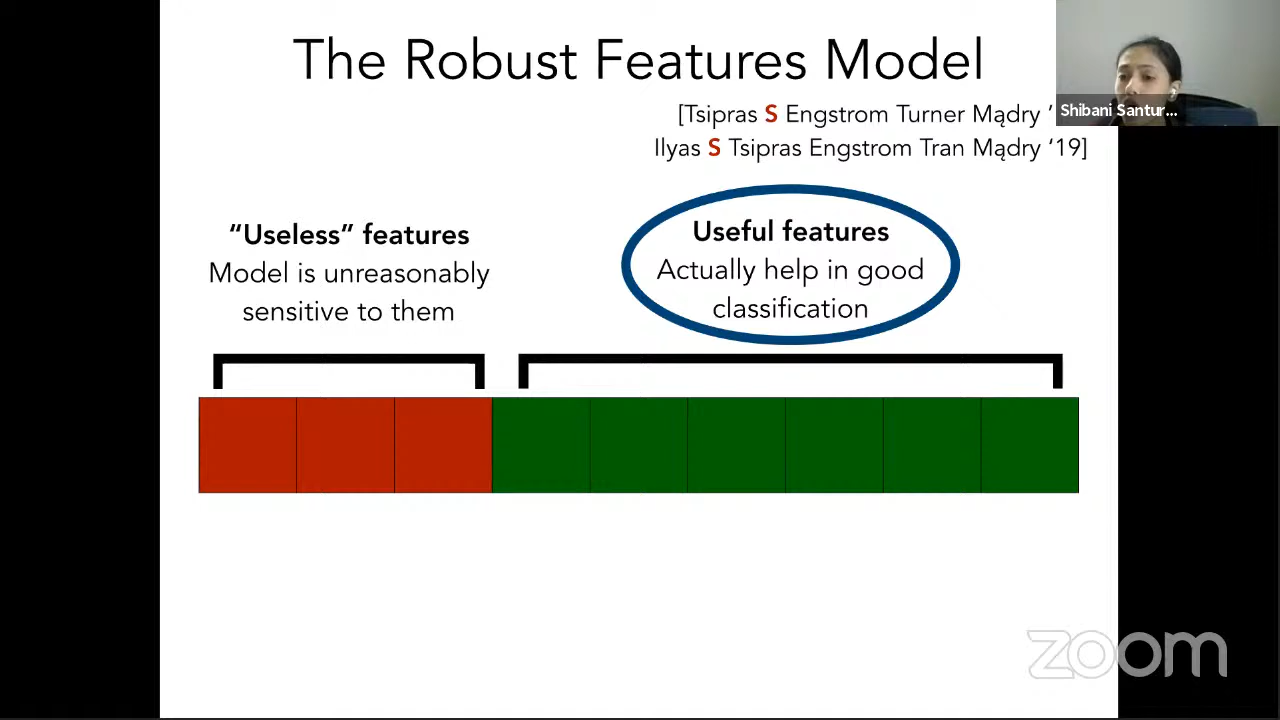 The Robust Features Model
[Tsipras S Engstrom Turner Mądry '
Ilyas S Tsipras Engstrom Tran Mądry '19]
Shibani Santur...
"Useless" features
Model is unreasonably
sensitive to them
Useful features
Actually help in good
classification
zoom